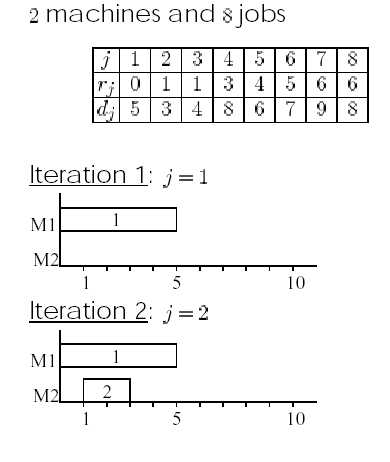 2 machines and 8 jobs
j 1 2 3 4 5 6 7 8
rj 0 1 1 3 4 5 6 6
dj 5 3 4 8 6 7 9 8
Iteration 1: j = 1
M1 1
M2
1 5 10
Iteration 2: j = 2
M1 1
M2 2
1 5 10